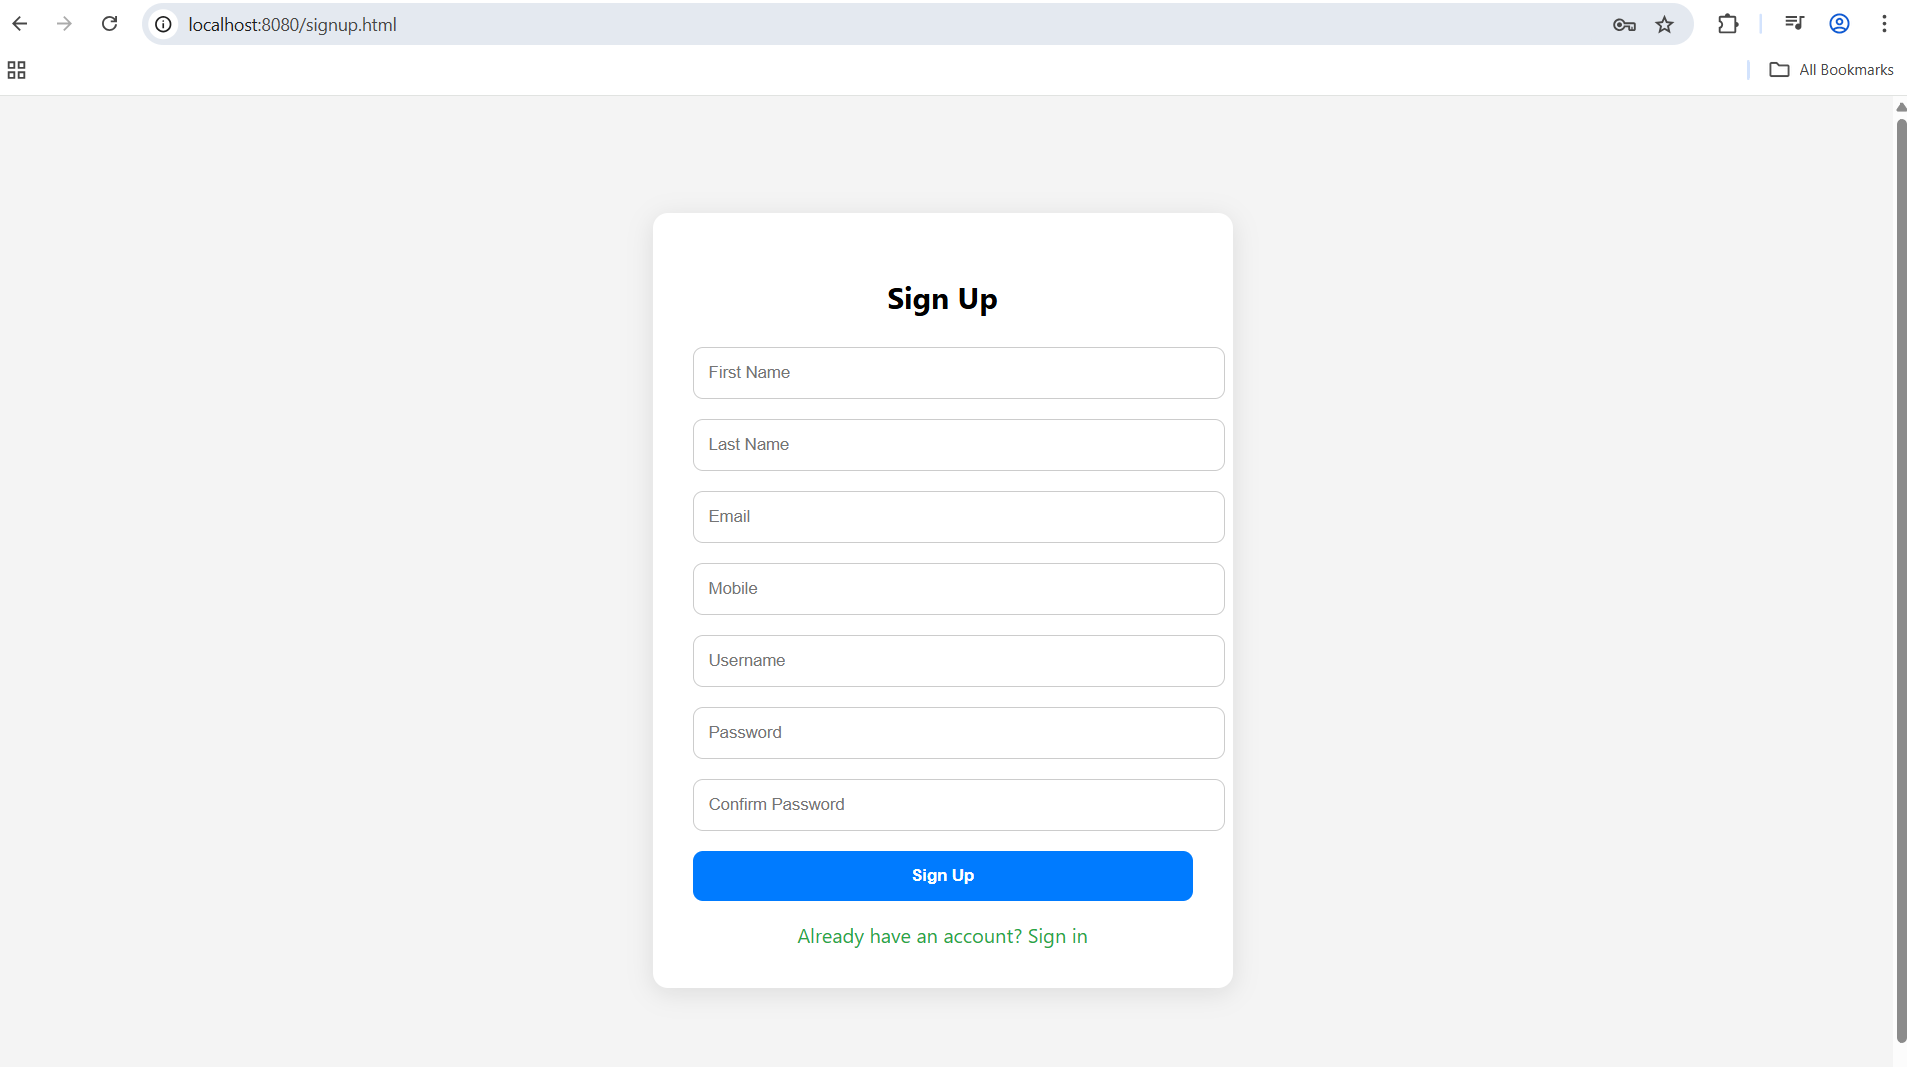 localhost:8080/signup.html
All Bookmarks
Sign Up
First Name
Last Name
Email
Mobile
Username
Password
Confirm Password
Sign Up
Already have an account? Sign in